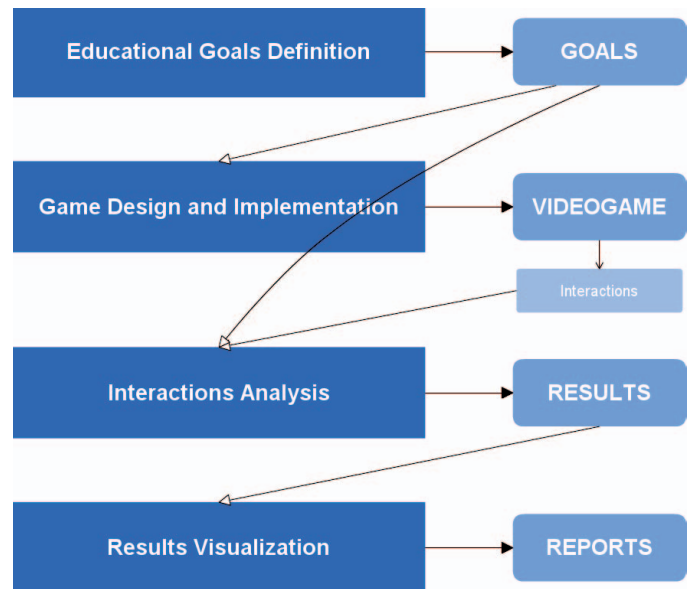 Educational Goals Definition
GOALS
Game Design and Implementation
VIDEOGAME
Interactions
Interactions Analysis
RESULTS
Results Visualization
REPORTS